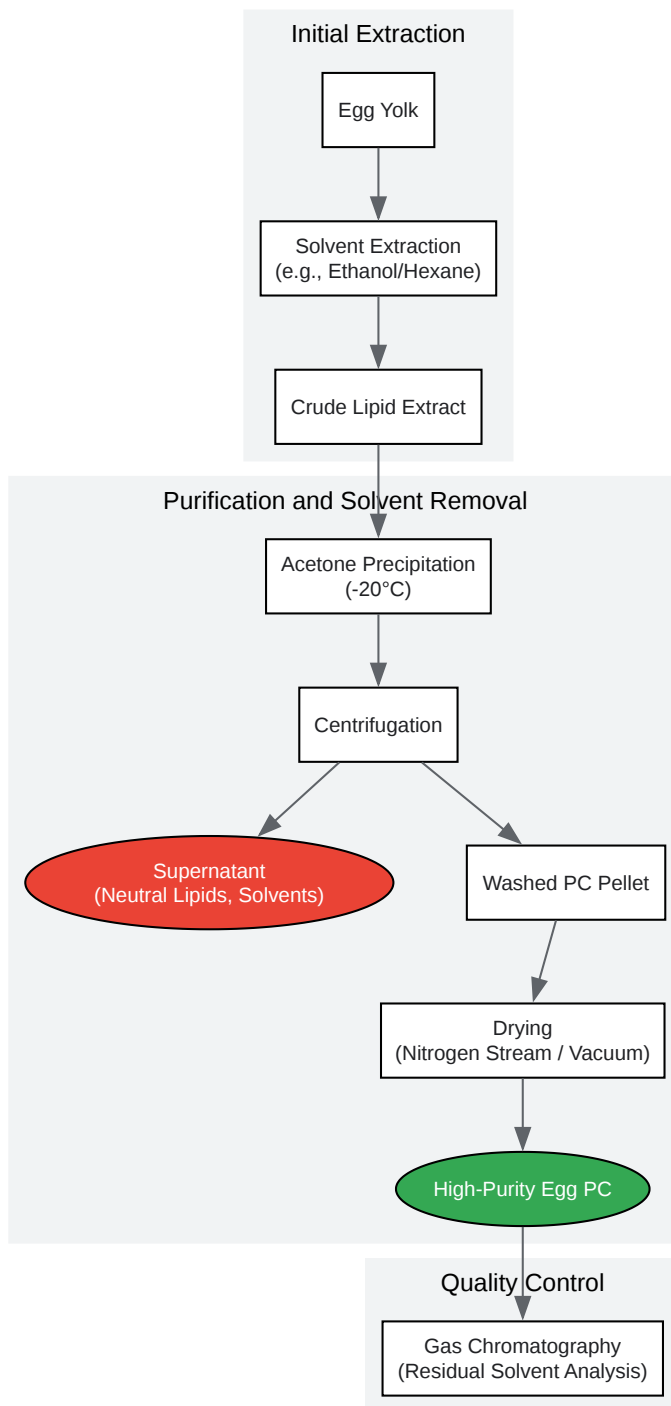 Initial Extraction
Egg Yolk
Solvent Extraction
(e.g., Ethanol/Hexane)
Crude Lipid Extract
Purification and Solvent Removal
Acetone Precipitation
(-20°C)
Centrifugation
Supernatant
(Neutral Lipids, Solvents)
Washed PC Pellet
Drying
(Nitrogen Stream / Vacuum)
High-Purity Egg PC
Quality Control
Gas Chromatography
(Residual Solvent Analysis)